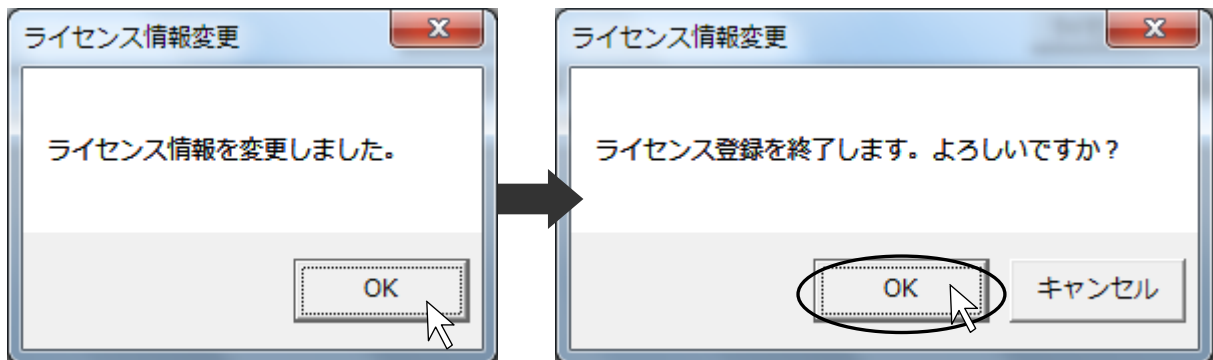 ライセンス情報変更
ライセンス情報を変更しました。
OK
ライセンス情報変更
ライセンス登録を終了します。よろしいですか？
OK
キャンセル